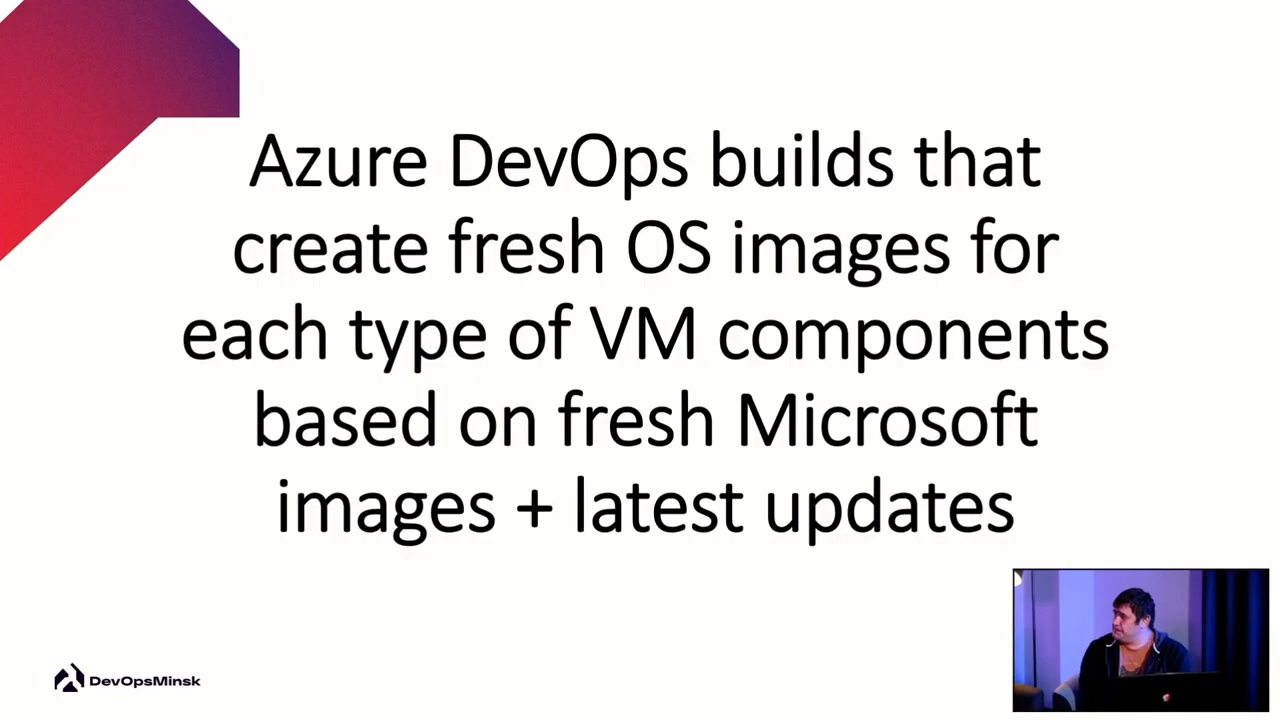 Azure DevOps builds that
create fresh OS images for
each type of VM components
based on fresh Microsoft
images + latest updates
DevOpsMinsk